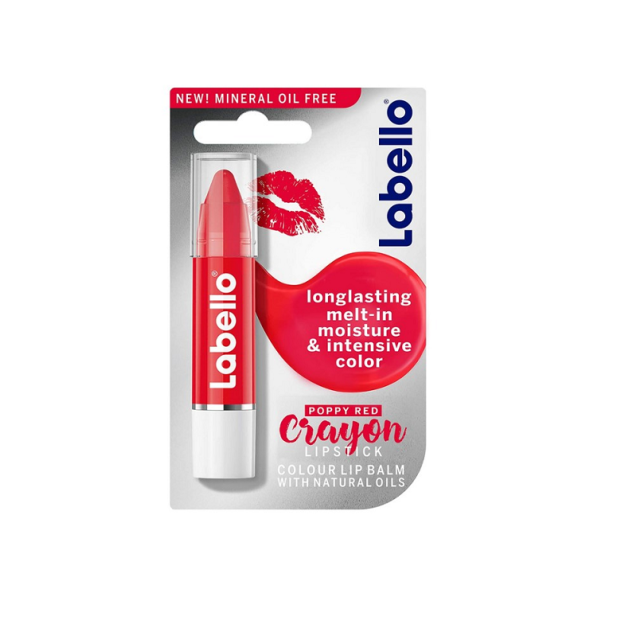 NEW! MINERAL OIL FREE
Labello®
Labello®
longlasting
melt-in
moisture
& intensive
color
POPPY RED
Crayon
LIPSTICK
COLOUR LIP BALM
WITH NATURAL OILS